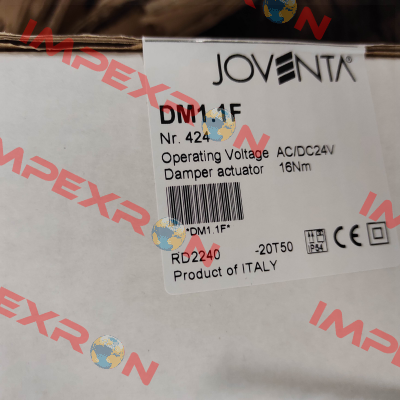 JOVENTA®
DM1.1F
Nr. 424
Operating Voltage AC/DC24V
Damper actuator 16Nm
*DM1.1F*
RD2240 -20T50 IP54 CE
Product of ITALY
IMPEXRON
IMPEXRON
IMPEXRON
IMPEXRON
IMPEXRON